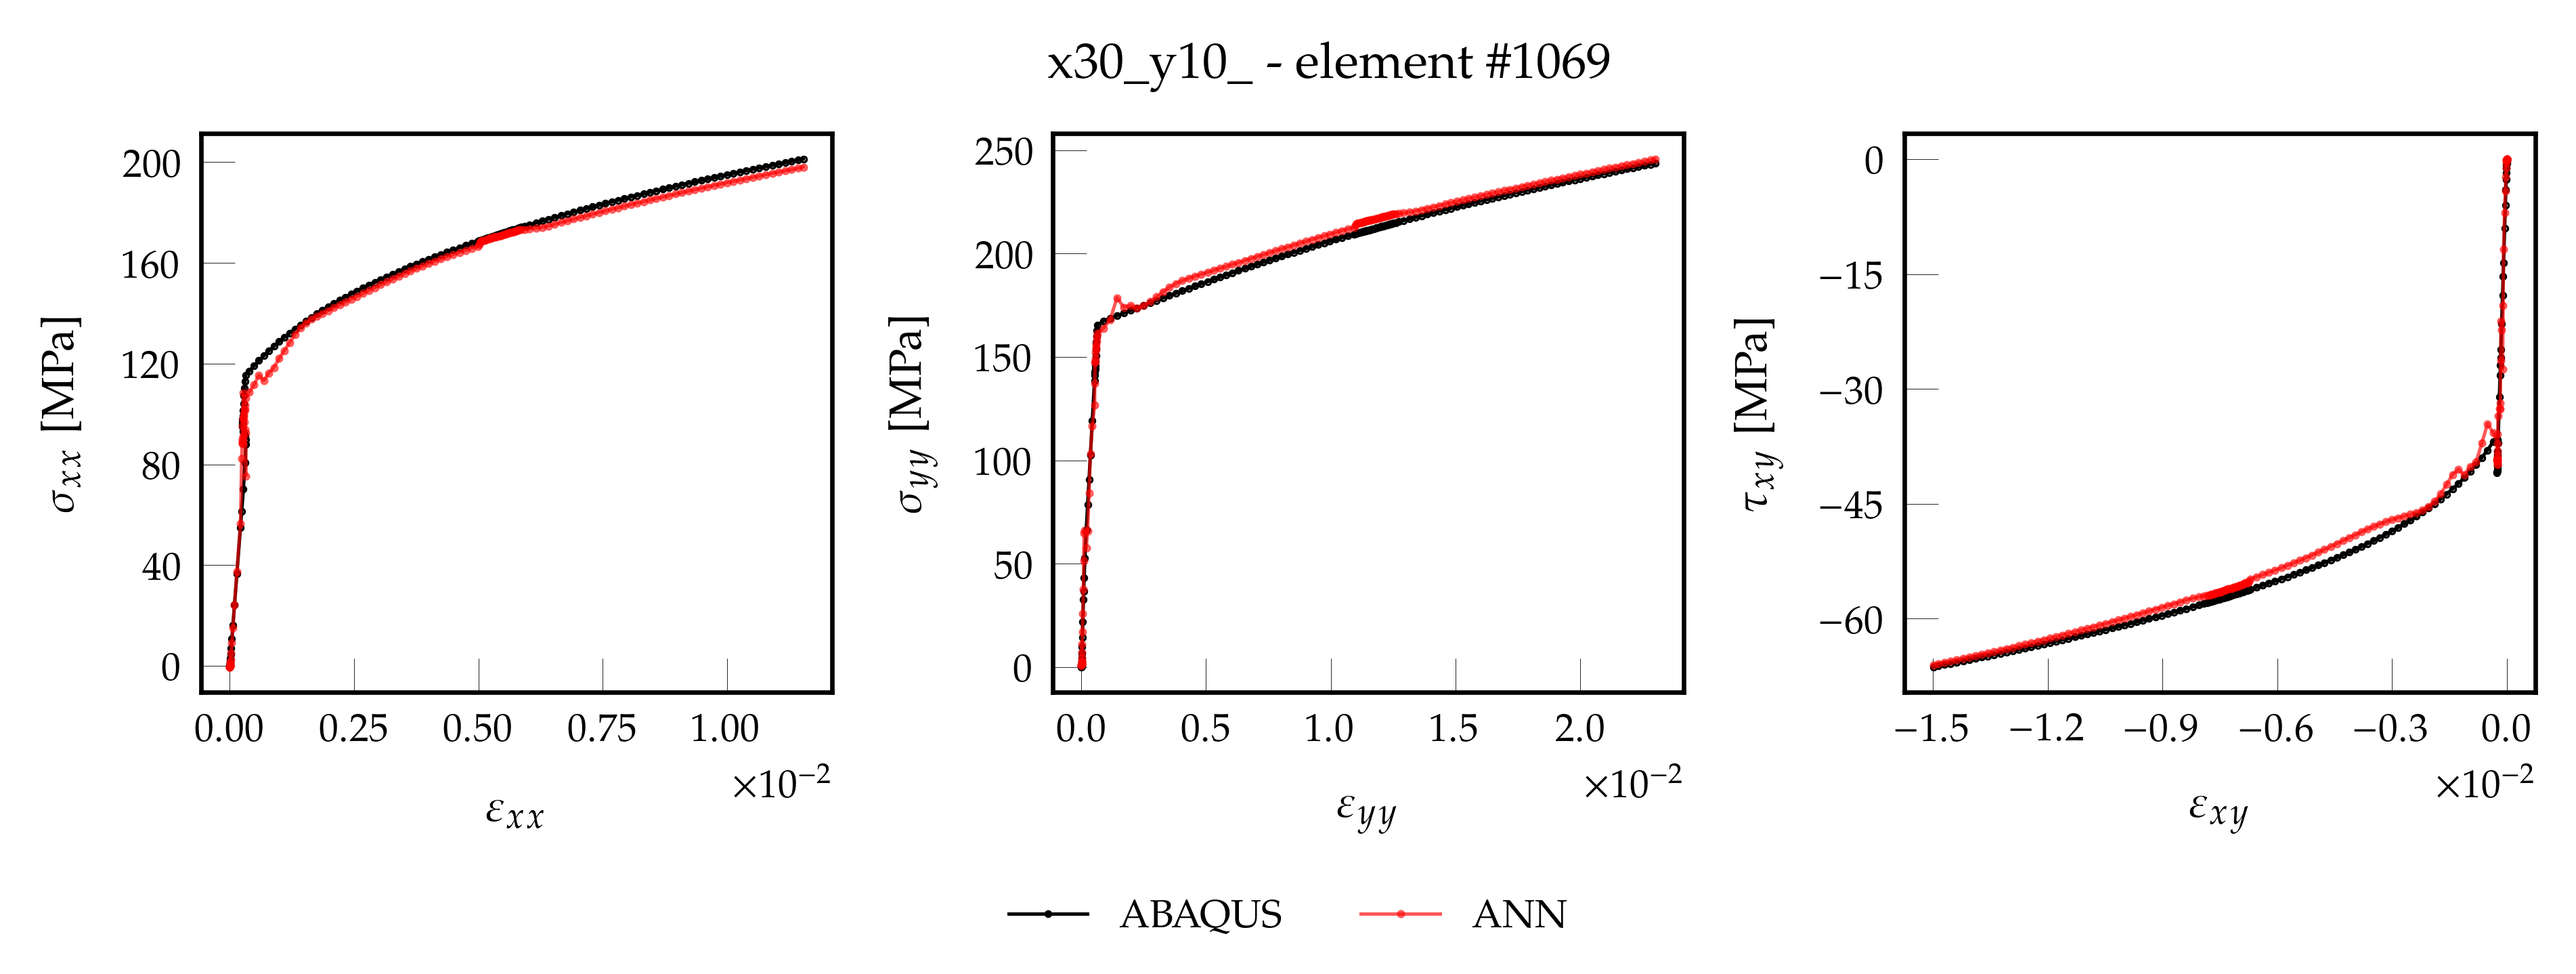 x30_y10_ - element #1069
σxx [MPa]
200
160
120
80
40
0
0.00 0.25 0.50 0.75 1.00
×10−2
εxx
σyy [MPa]
250
200
150
100
50
0
0.0 0.5 1.0 1.5 2.0
×10−2
εyy
τxy [MPa]
0
−15
−30
−45
−60
−1.5 −1.2 −0.9 −0.6 −0.3 0.0
×10−2
εxy
ABAQUS ANN